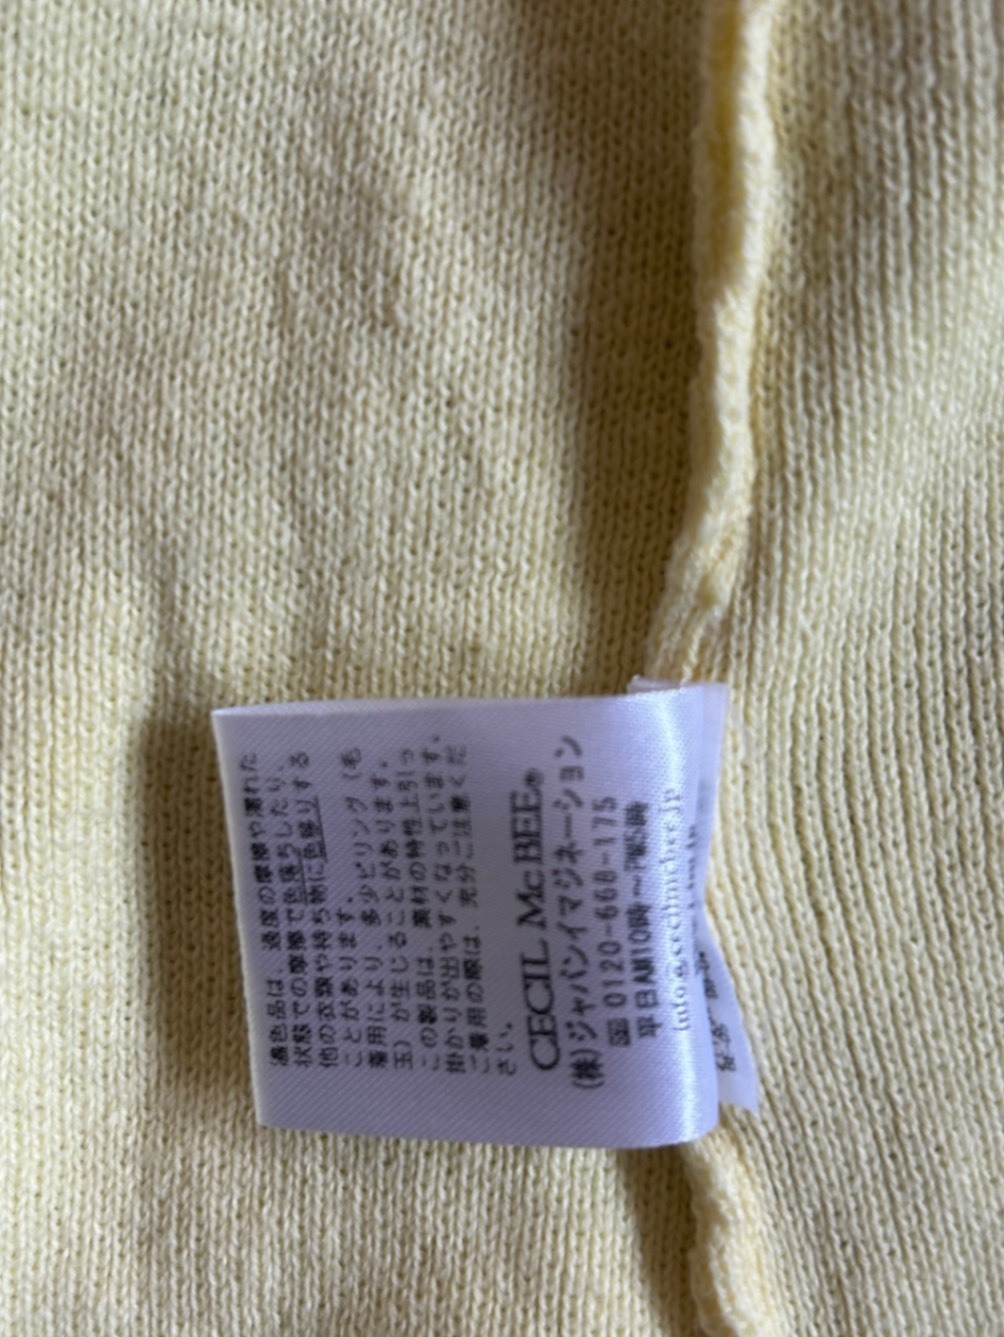 濃色品は、過度の摩擦や濡れた
状態での摩擦で色落ちしたり、
他の衣類や持ち物に色移りする
ことがあります。
着用により、多少ピリング(毛
玉)が生じることがあります。
この製品は、素材の特性上引っ
掛かりが出やすくなっています。
ご着用の際は、充分ご注意くだ
さい。
CECIL McBEE®
(株)ジャパンイマジネーション
0120-668-175
平日AM10時〜PM5時